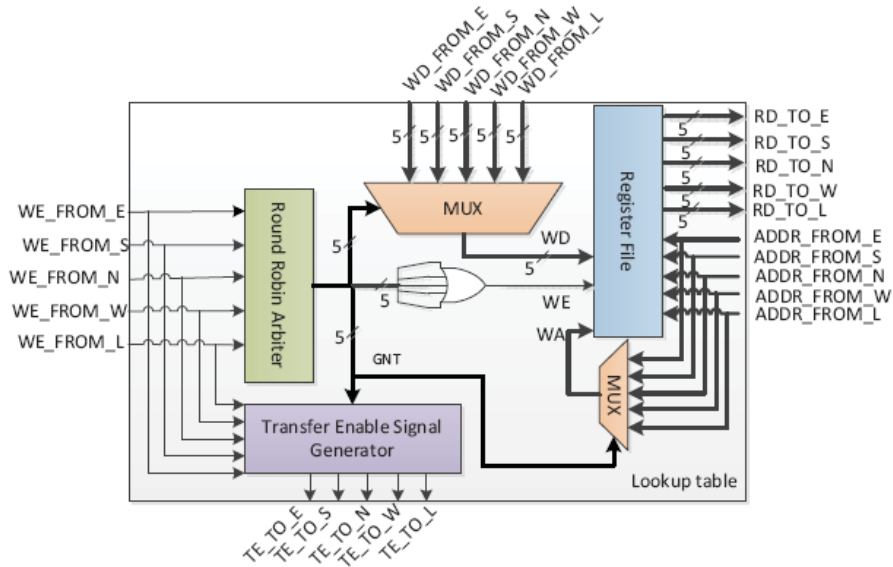 WD_FROM_E
WD_FROM_S
WD_FROM_N
WD_FROM_W
WD_FROM_L
5
5
5
5
5
RD_TO_E
5
RD_TO_S
5
RD_TO_N
5
RD_TO_W
5
RD_TO_L
5
WE_FROM_E
WE_FROM_S
WE_FROM_N
WE_FROM_W
WE_FROM_L
Round Robin Arbiter
MUX
Register File
WD
5
5
5
WE
WA
5
GNT
ADDR_FROM_E
ADDR_FROM_S
ADDR_FROM_N
ADDR_FROM_W
ADDR_FROM_L
MUX
Transfer Enable Signal
Generator
Lookup table
TE_TO_E
TE_TO_S
TE_TO_N
TE_TO_W
TE_TO_L